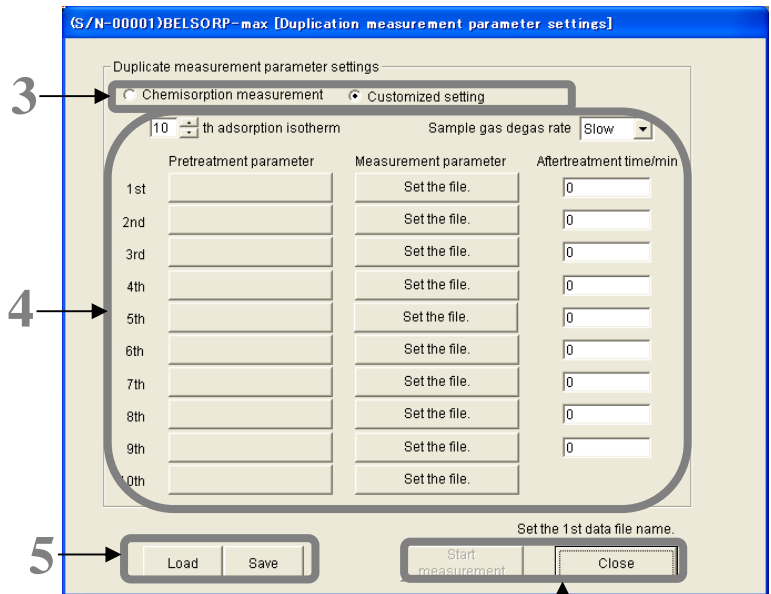 (S/N-00001)BELSORP-max [Duplication measurement parameter settings]
Duplicate measurement parameter settings
3 Chemisorption measurement Customized setting
10 th adsorption isotherm Sample gas degas rate Slow
Pretreatment parameter Measurement parameter Aftertreatment time/min
1st Set the file. 0
2nd Set the file. 0
3rd Set the file. 0
4th Set the file. 0
4 5th Set the file. 0
6th Set the file. 0
7th Set the file. 0
8th Set the file. 0
9th Set the file. 0
10th Set the file.
Set the 1st data file name.
5 Load Save Start measurement Close